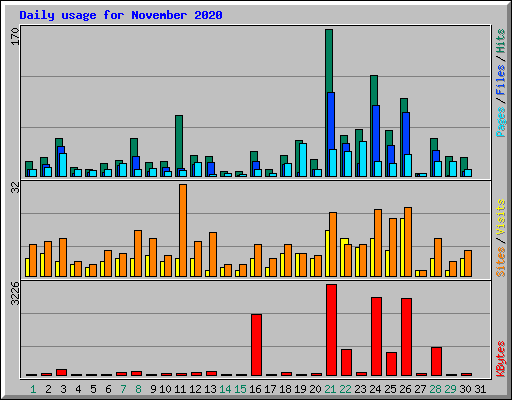 Daily usage for November 2020
170
32
3226
Pages / Files / Hits
Sites / Visits
KBytes
1 2 3 4 5 6 7 8 9 10 11 12 13 14 15 16 17 18 19 20 21 22 23 24 25 26 27 28 29 30 31